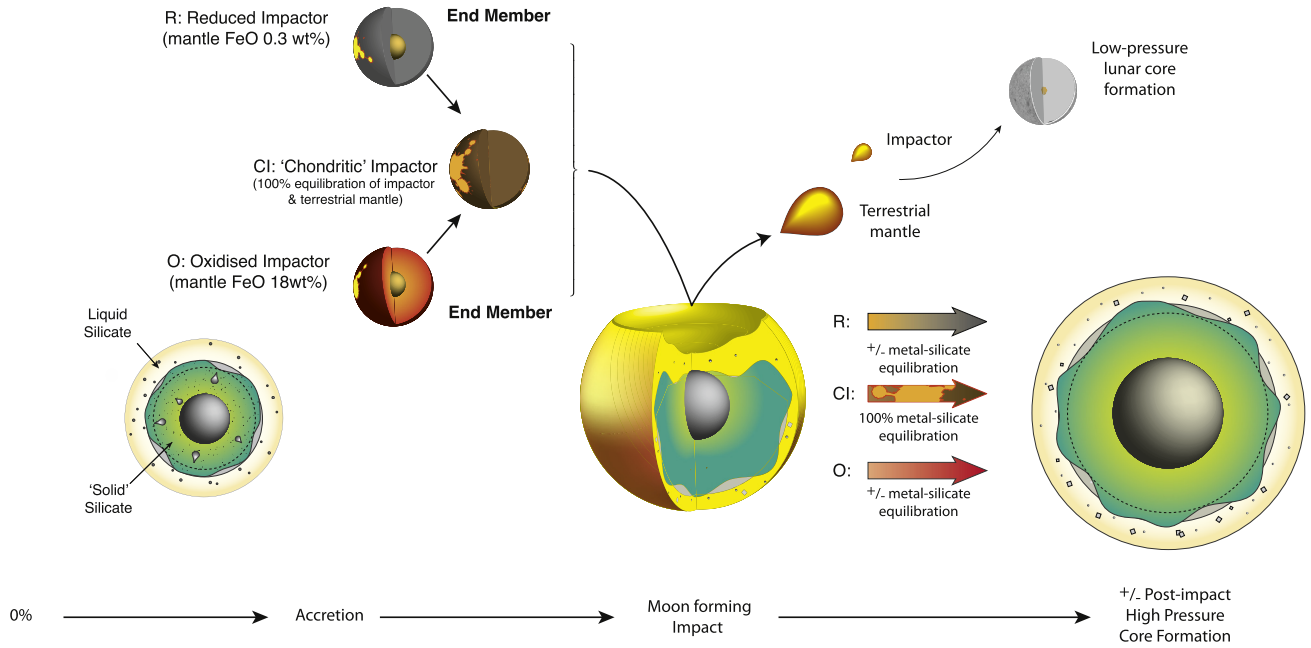 R: Reduced Impactor
(mantle FeO 0.3 wt%)
End Member
CI: ‘Chondritic’ Impactor
(100% equilibration of impactor
& terrestrial mantle)
O: Oxidised Impactor
(mantle FeO 18wt%)
End Member
Liquid
Silicate
‘Solid’
Silicate
Low-pressure
lunar core
formation
Impactor
Terrestrial
mantle
R:
+/- metal-silicate
equilibration
CI:
100% metal-silicate
equilibration
O:
+/- metal-silicate
equilibration
0%
Accretion
Moon forming
Impact
+/- Post-impact
High Pressure
Core Formation